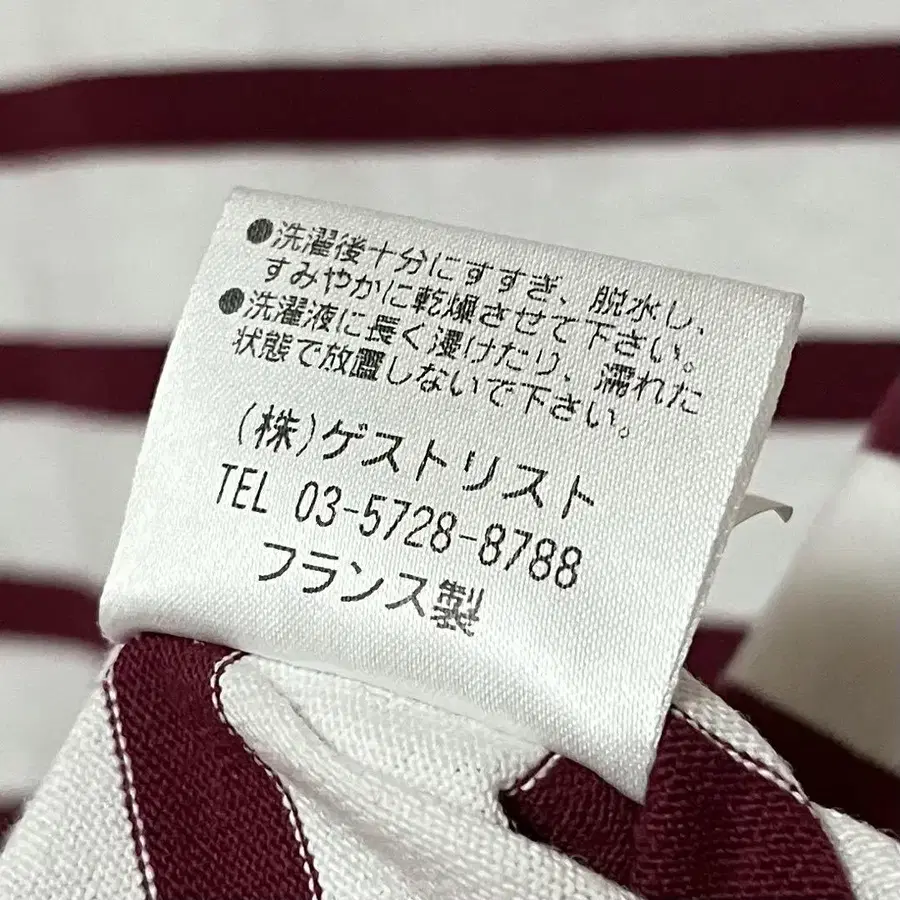 ●洗濯後十分にすすぎ、脱水し、
すみやかに乾燥させて下さい。
●洗濯液に長く浸けたり、濡れた
状態で放置しないで下さい。
(株)ゲストリスト
TEL 03-5728-8788
フランス製